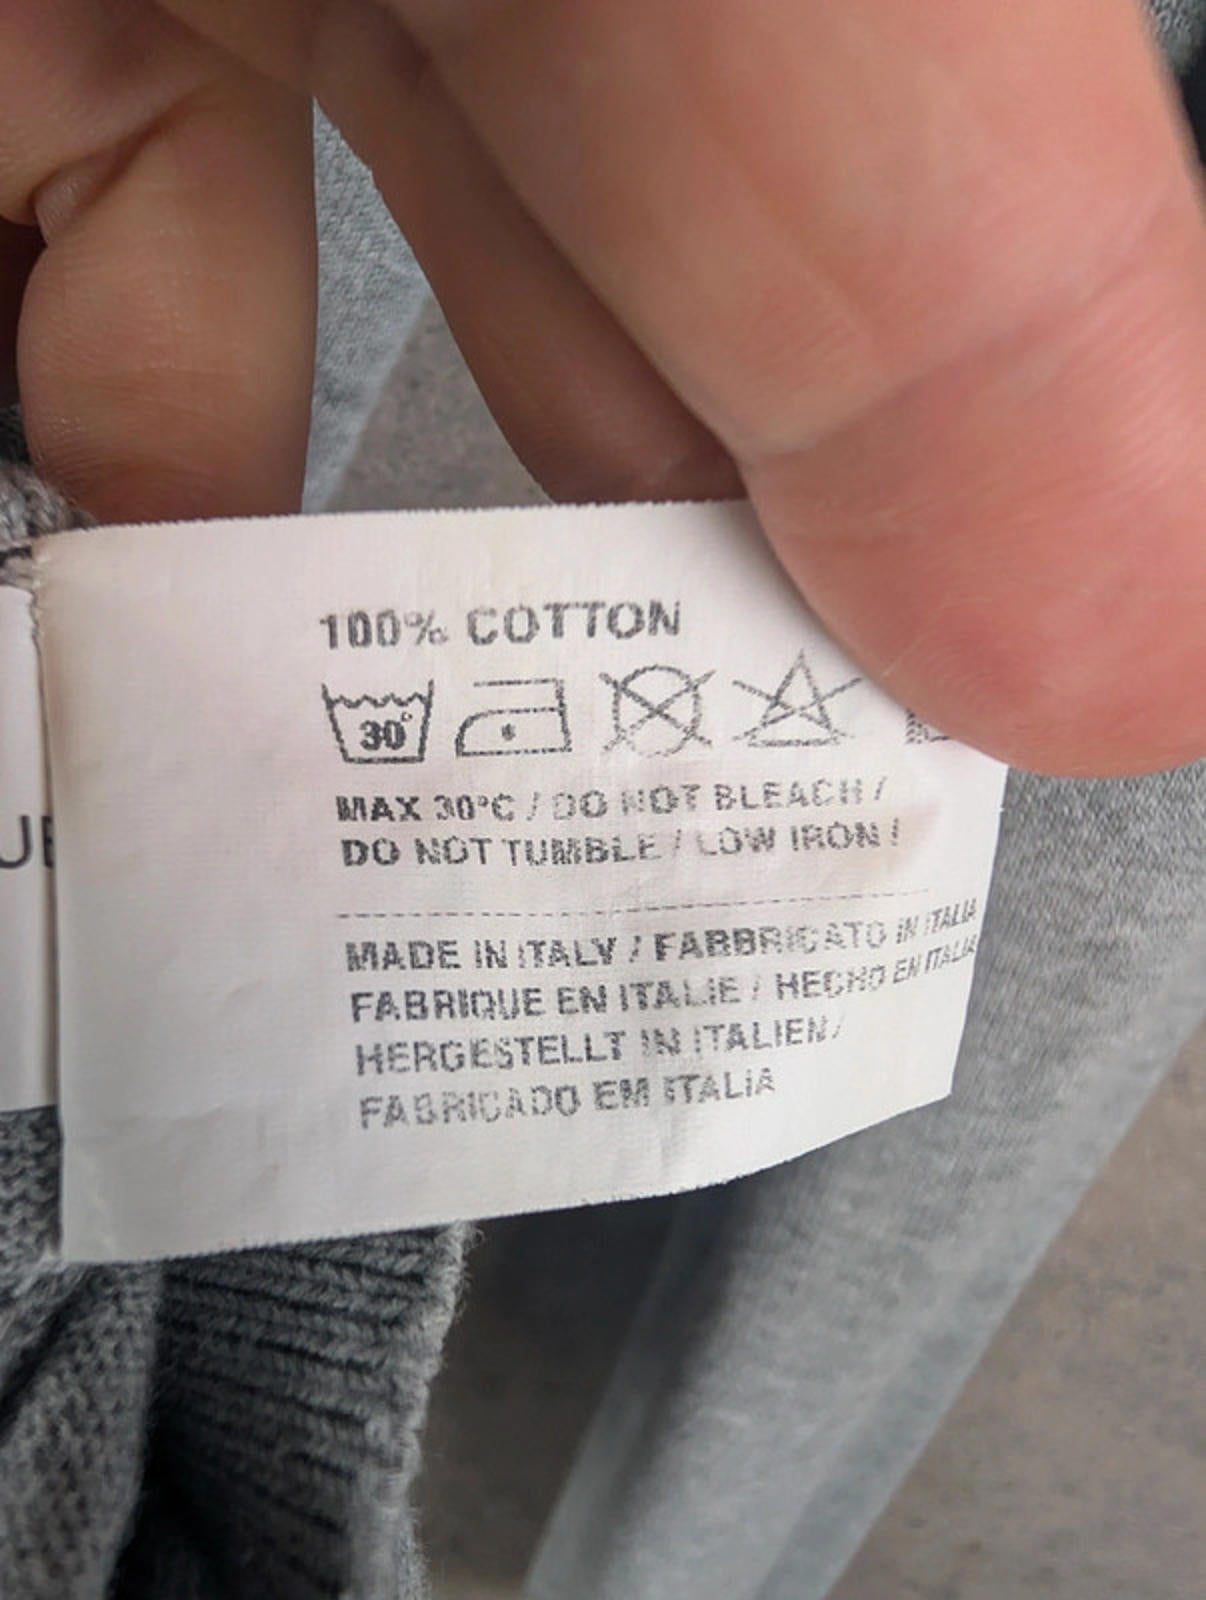 100% COTTON
30°
MAX 30°C / DO NOT BLEACH /
DO NOT TUMBLE / LOW IRON /
MADE IN ITALY / FABBRICATO IN ITALIA
FABRIQUE EN ITALIE / HECHO EN ITALIA
HERGESTELLT IN ITALIEN /
FABRICADO EM ITALIA